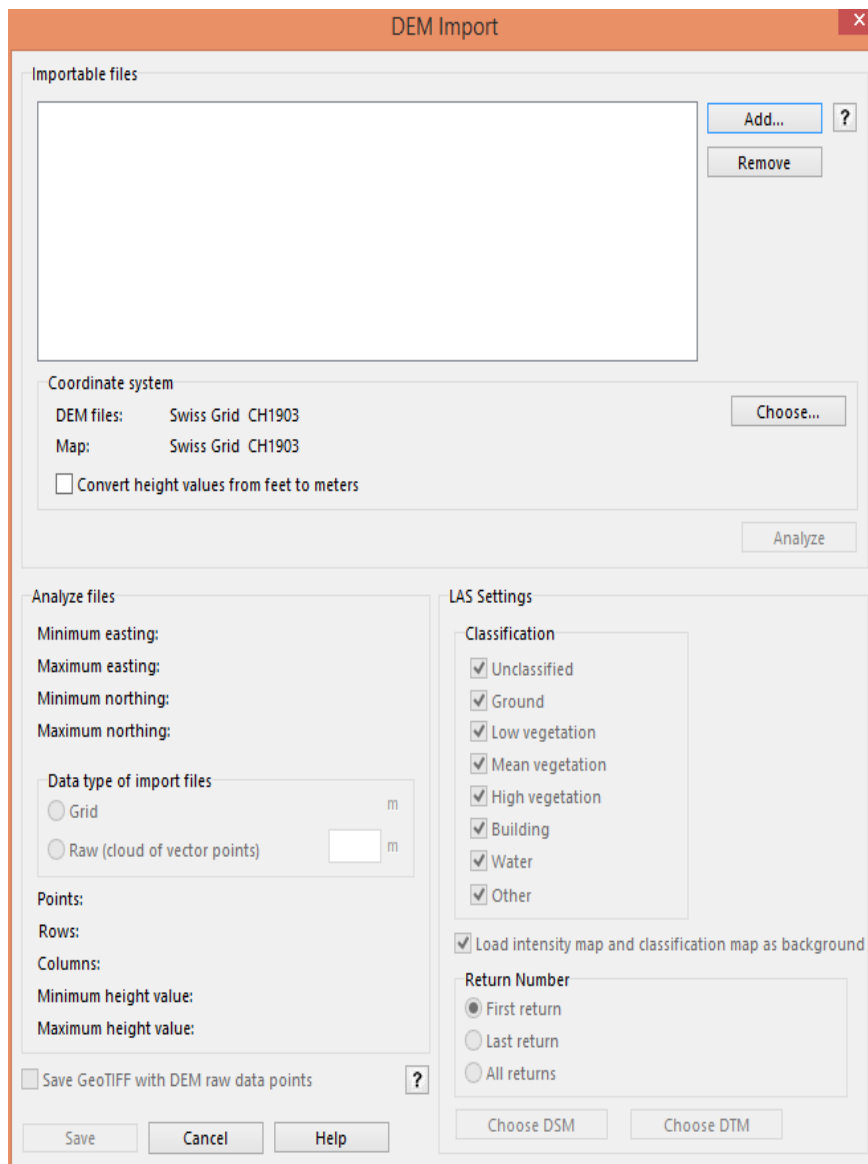 DEM Import
x
Importable files
Add...
?
Remove
Coordinate system
DEM files: Swiss Grid CH1903
Choose...
Map: Swiss Grid CH1903
Convert height values from feet to meters
Analyze
Analyze files
Minimum easting:
Maximum easting:
Minimum northing:
Maximum northing:
Data type of import files
Grid m
Raw (cloud of vector points) m
Points:
Rows:
Columns:
Minimum height value:
Maximum height value:
Save GeoTIFF with DEM raw data points
?
Save
Cancel
Help
LAS Settings
Classification
Unclassified
Ground
Low vegetation
Mean vegetation
High vegetation
Building
Water
Other
Load intensity map and classification map as background
Return Number
First return
Last return
All returns
Choose DSM
Choose DTM